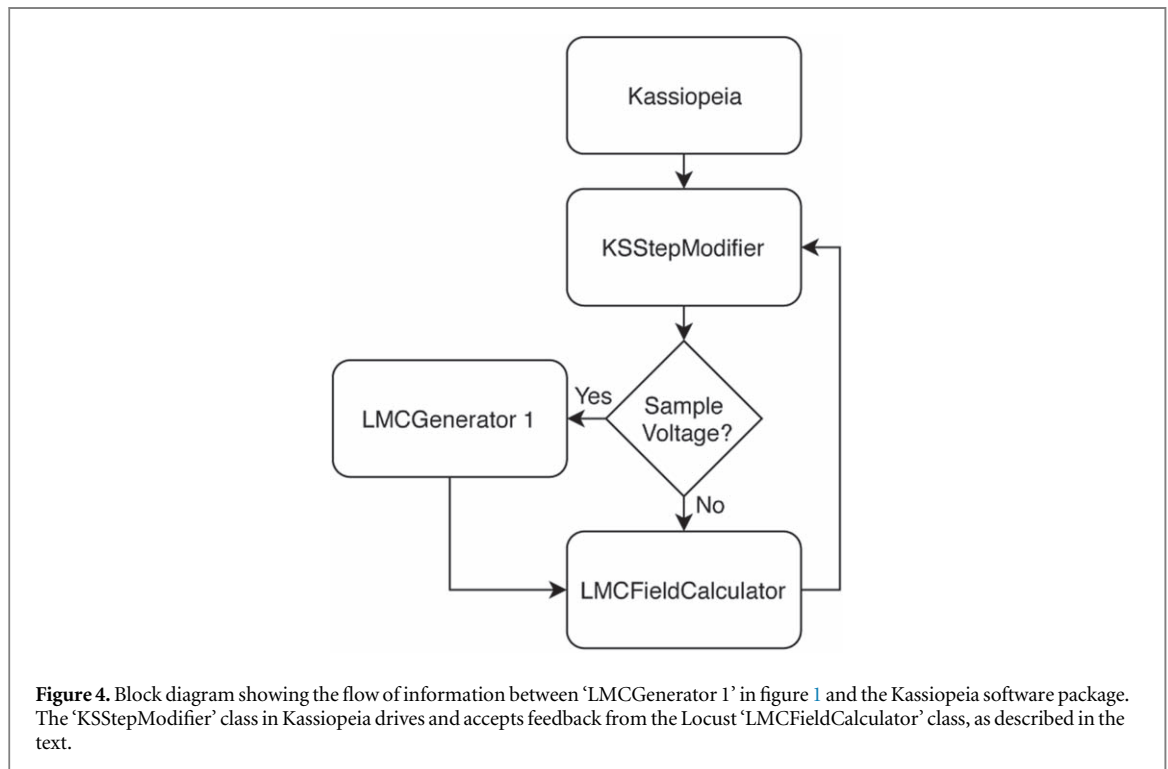 Kassiopeia
KSStepModifier
Sample
Voltage?
Yes
LMCGenerator 1
No
LMCFieldCalculator
Figure 4. Block diagram showing the flow of information between ‘LMCGenerator 1’ in figure 1 and the Kassiopeia software package.
The ‘KSStepModifier’ class in Kassiopeia drives and accepts feedback from the Locust ‘LMCFieldCalculator’ class, as described in the
text.